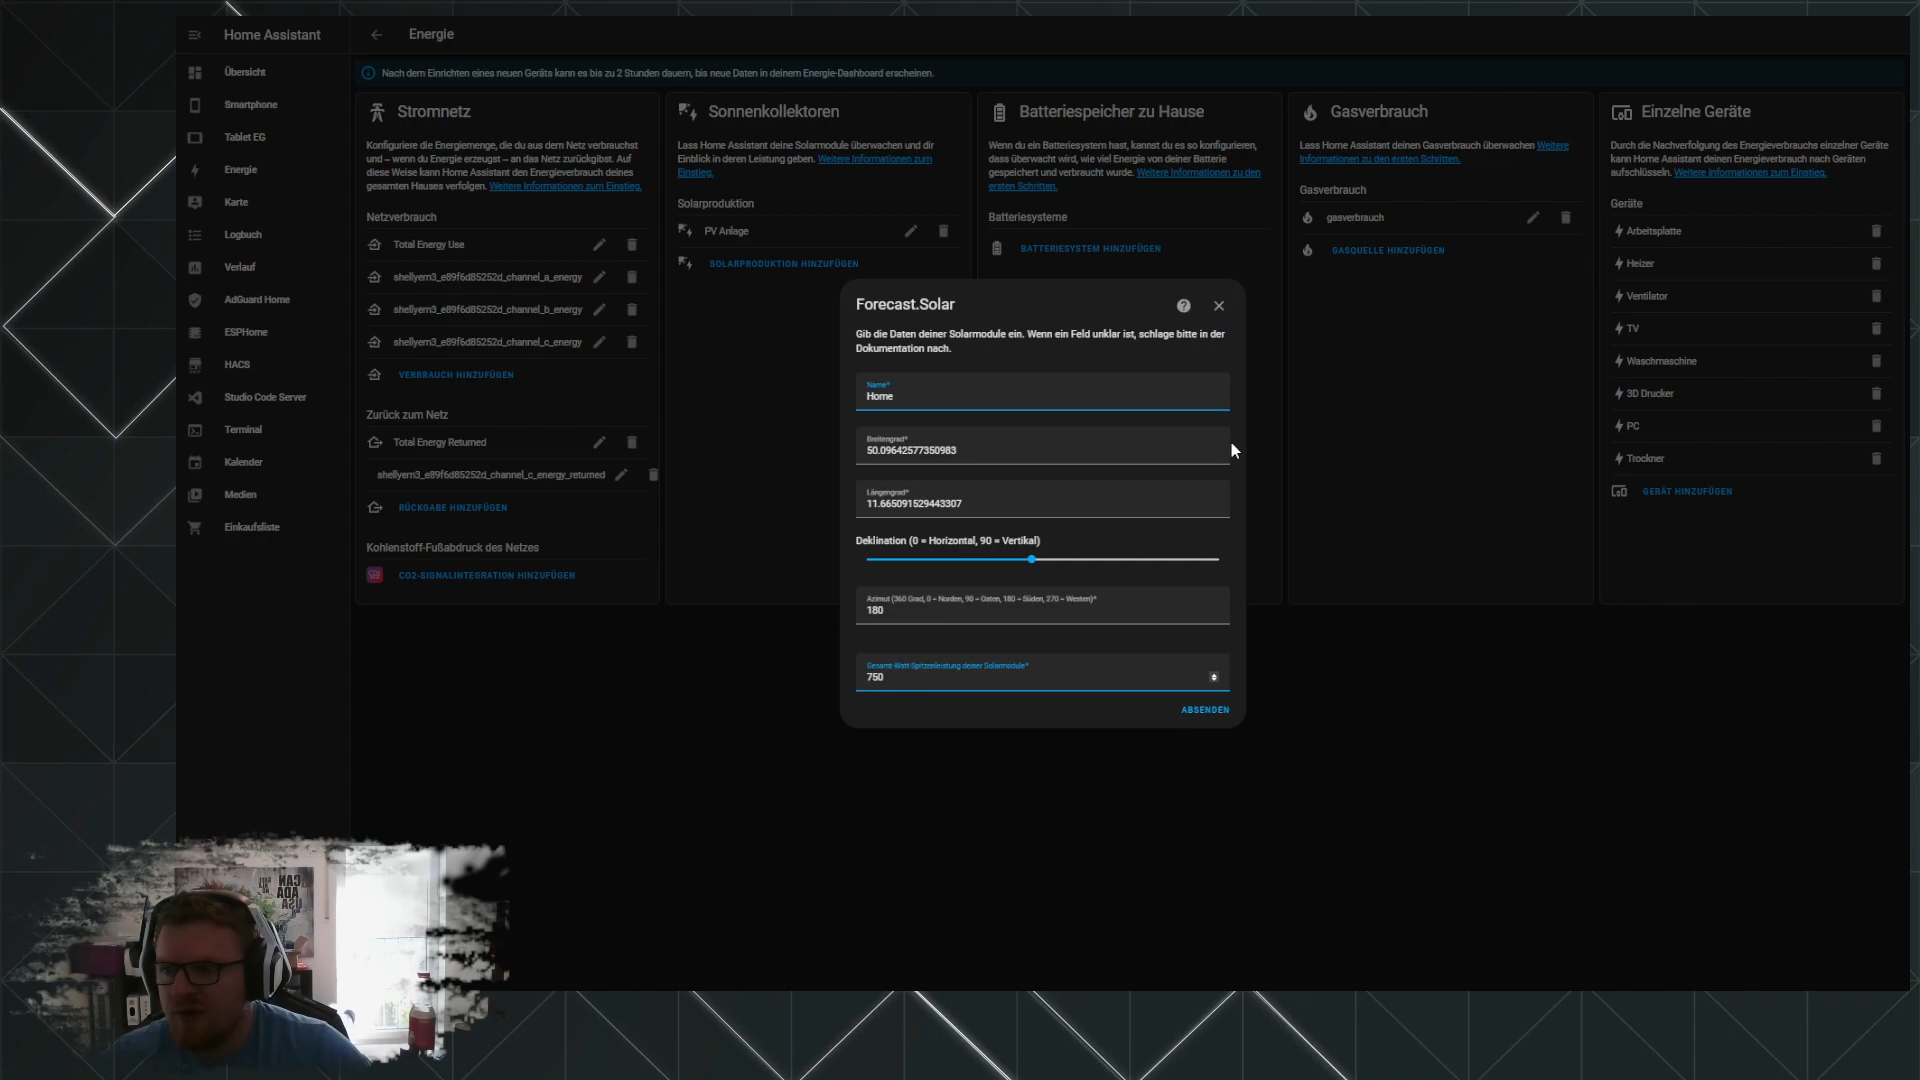 Home Assistant
Energie
Übersicht
Smartphone
Tablet EG
Energie
Karte
Logbuch
Verlauf
AdGuard Home
ESPHome
HACS
Studio Code Server
Terminal
Kalender
Medien
Einkaufsliste
Nach dem Einrichten eines neuen Geräts kann es bis zu 2 Stunden dauern, bis neue Daten in deinem Energie-Dashboard erscheinen.
Stromnetz
Konfiguriere die Energiemenge, die du aus dem Netz verbrauchst
und – wenn du Energie erzeugst – an das Netz zurückgibst. Auf
diese Weise kann Home Assistant den Energieverbrauch deines
gesamten Hauses verfolgen. Weitere Informationen zum Einstieg.
Netzverbrauch
Total Energy Use
shellyem3_e89f6d85252d_channel_a_energy
shellyem3_e89f6d85252d_channel_b_energy
shellyem3_e89f6d85252d_channel_c_energy
VERBRAUCH HINZUFÜGEN
Zurück zum Netz
Total Energy Returned
shellyem3_e89f6d85252d_channel_c_energy_returned
RÜCKGABE HINZUFÜGEN
Kohlenstoff-Fußabdruck des Netzes
CO2-SIGNALINTEGRATION HINZUFÜGEN
Sonnenkollektoren
Lass Home Assistant deine Solarmodule überwachen und dir
Einblick in deren Leistung geben. Weitere Informationen zum
Einstieg.
Solarproduktion
PV Anlage
SOLARPRODUKTION HINZUFÜGEN
Batteriespeicher zu Hause
Wenn du ein Batteriesystem hast, kannst du es so konfigurieren,
dass überwacht wird, wie viel Energie von deiner Batterie
gespeichert und verbraucht wurde. Weitere Informationen zu den
ersten Schritten.
Batteriesysteme
BATTERIESYSTEM HINZUFÜGEN
Gasverbrauch
Lass Home Assistant deinen Gasverbrauch überwachen Weitere
Informationen zu den ersten Schritten.
Gasverbrauch
gasverbrauch
GASQUELLE HINZUFÜGEN
Einzelne Geräte
Durch die Nachverfolgung des Energieverbrauchs einzelner Geräte
kann Home Assistant deinen Energieverbrauch nach Geräten
aufschlüsseln. Weitere Informationen zum Einstieg.
Geräte
Arbeitsplatte
Heizer
Ventilator
TV
Waschmaschine
3D Drucker
PC
Trockner
GERÄT HINZUFÜGEN
Forecast.Solar
Gib die Daten deiner Solarmodule ein. Wenn ein Feld unklar ist, schlage bitte in der
Dokumentation nach.
Name*
Home
Breitengrad*
50.09642577350983
Längengrad*
11.665091529443307
Deklination (0 = Horizontal, 90 = Vertikal)
Azimut (360 Grad, 0 = Norden, 90 = Osten, 180 = Süden, 270 = Westen)*
180
Gesamt-Watt-Spitzenleistung deiner Solarmodule*
750
ABSENDEN
CAN
ADA
USA